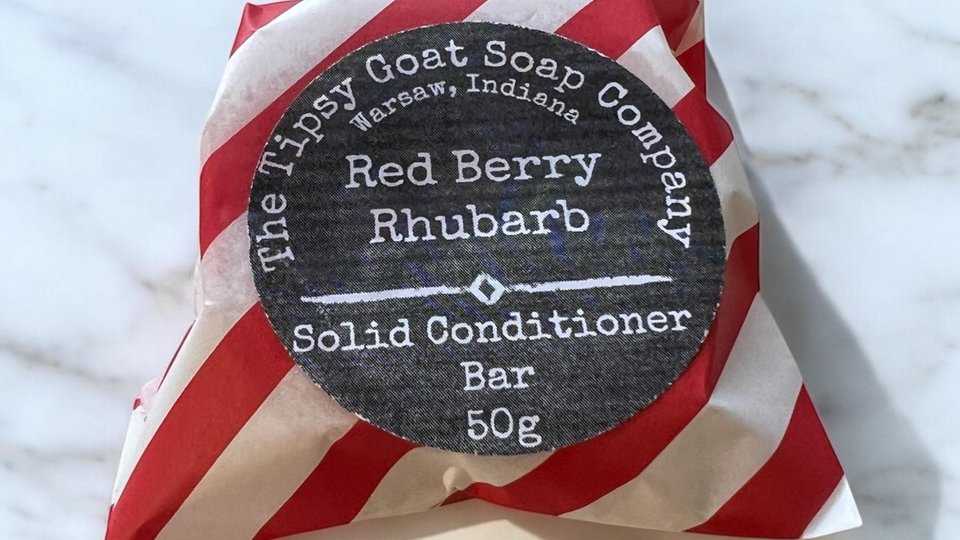 The Tipsy Goat Soap Company
Warsaw, Indiana
Red Berry
Rhubarb
Solid Conditioner
Bar
50g